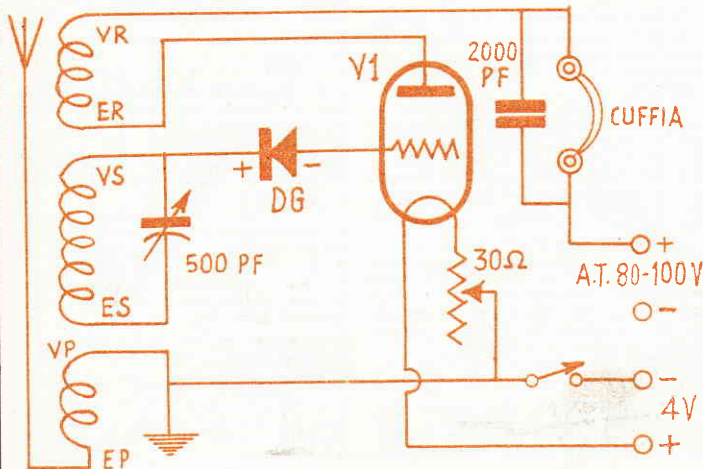 VR
ER
V1
2000
PF
CUFFIA
VS
+ -
DG
500 PF
30Ω
+
A.T. 80-100V
-
ES
VP
-
4V
+
EP